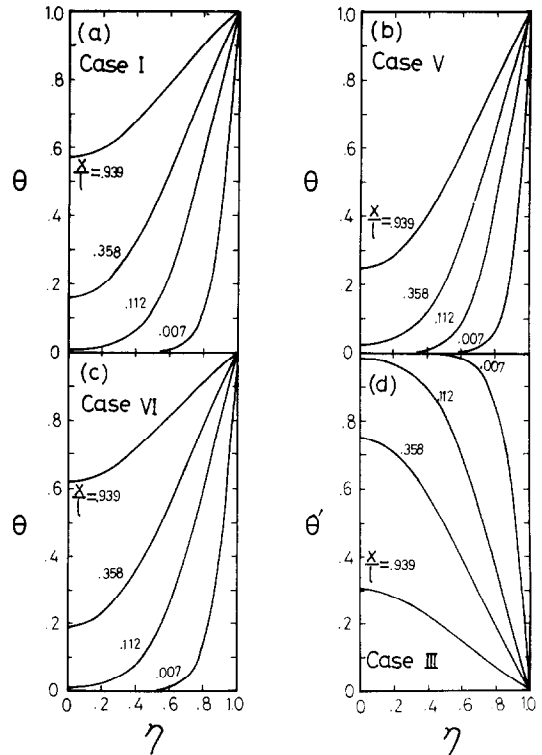 (a)
Case I
1.0
.8
.6
θ
.4
.2
0
X/l = .939
.358
.112
.007
(b)
Case V
1.0
.8
.6
θ
.4
.2
0
X/l = .939
.358
.112
.007
(c)
Case VI
.8
.6
θ
.4
.2
0
X/l = .939
.358
.112
.007
0 .2 .4 .6 .8 1.0
η
(d)
Case III
.8
.6
θ'
.4
.2
0
.007
.112
.358
X/l = .939
0 .2 .4 .6 .8 1.0
η